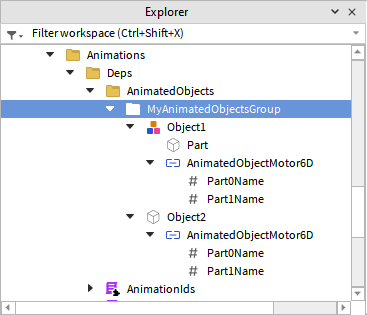 Explorer
Filter workspace (Ctrl+Shift+X)
Animations
Deps
AnimatedObjects
MyAnimatedObjectsGroup
Object1
Part
AnimatedObjectMotor6D
# Part0Name
# Part1Name
Object2
AnimatedObjectMotor6D
# Part0Name
# Part1Name
AnimationIds